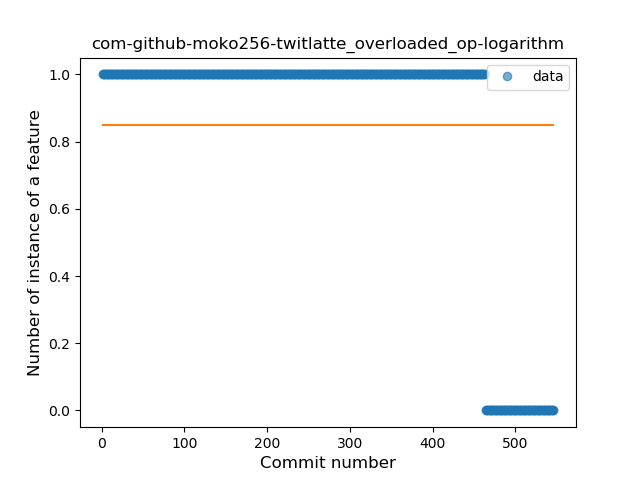 com-github-moko256-twitlatte_overloaded_op-logarithm
data
1.0
0.8
0.6
0.4
0.2
0.0
Number of instance of a feature
0 100 200 300 400 500
Commit number